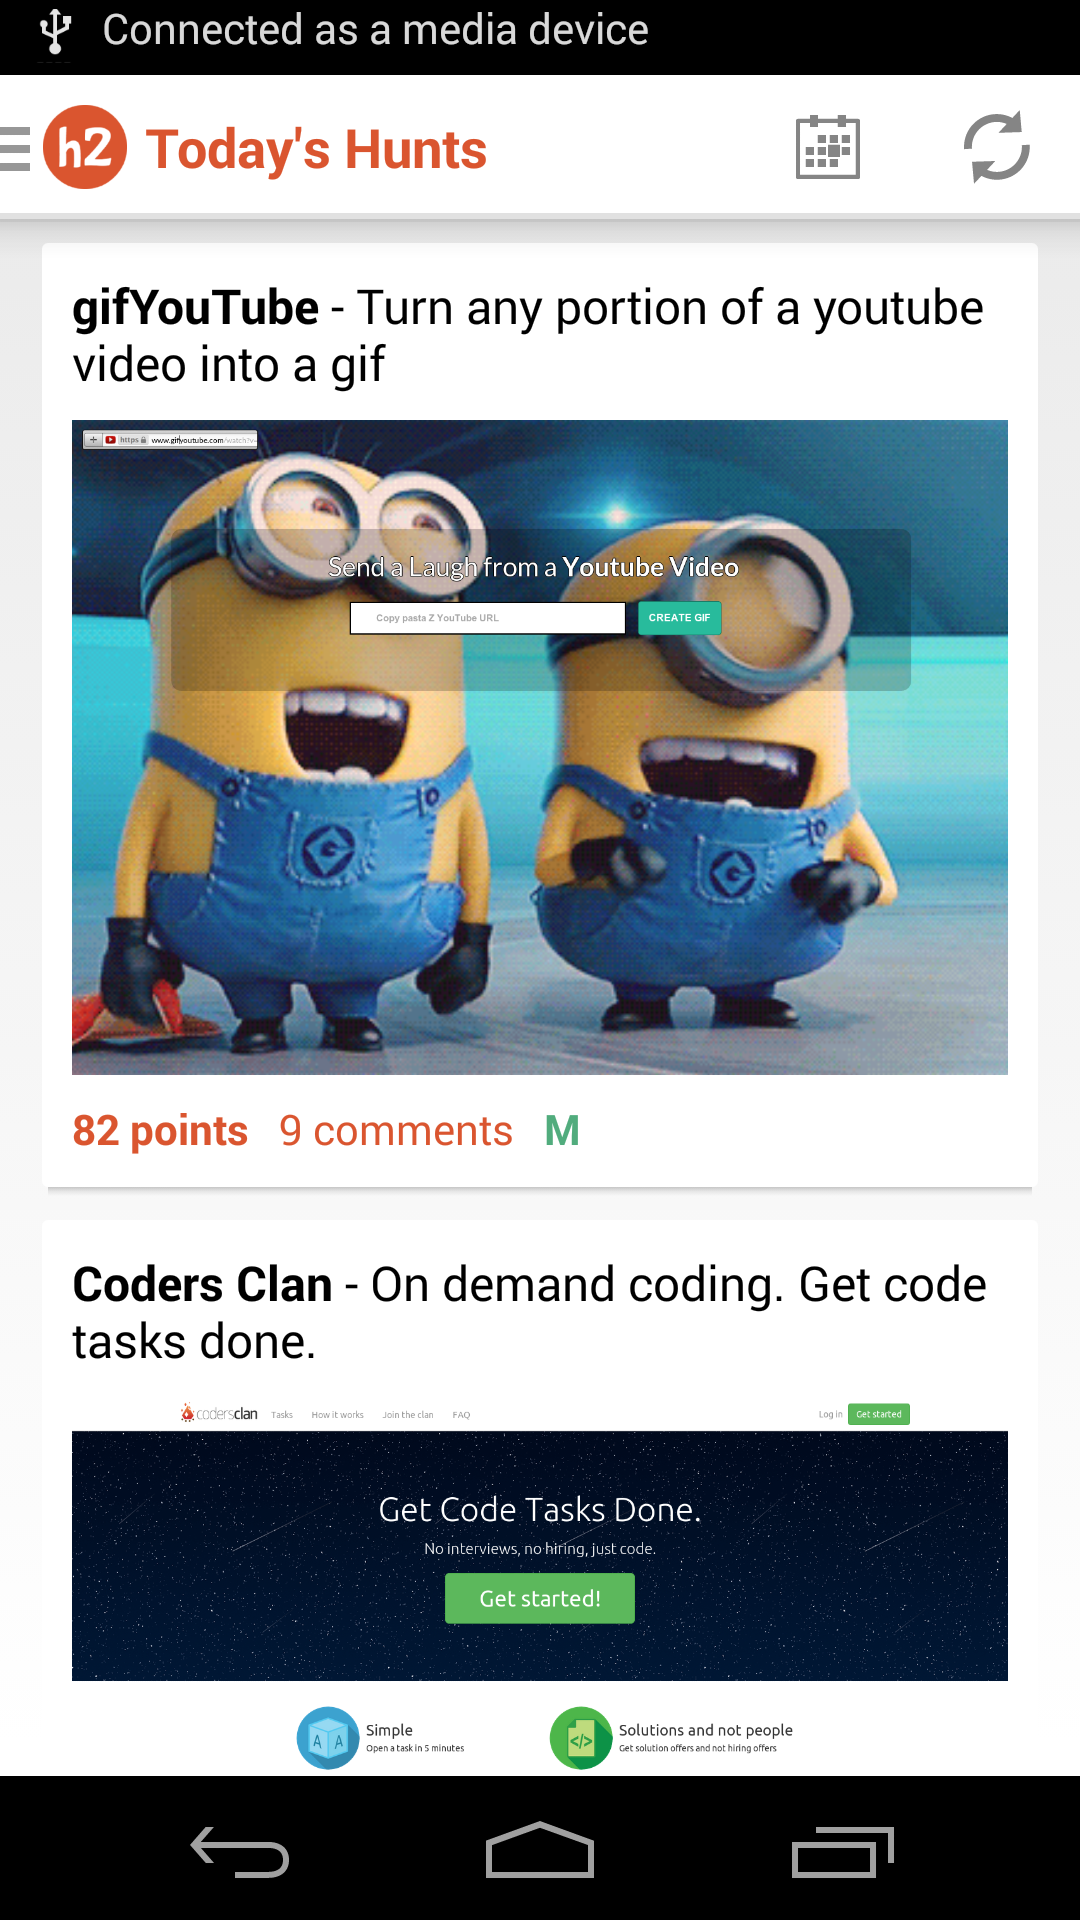 Connected as a media device
h2 Today's Hunts
gifYouTube - Turn any portion of a youtube
video into a gif
https www.gifyoutube.com/watch?v=
Send a Laugh from a Youtube Video
Copy pasta Z YouTube URL CREATE GIF
82 points 9 comments M
Coders Clan - On demand coding. Get code
tasks done.
codersclan Tasks How it works Join the clan FAQ Log in Get started
Get Code Tasks Done.
No interviews, no hiring, just code.
Get started!
A A Simple </> Solutions and not people
Open a task in 5 minutes Get solution offers and not hiring offers